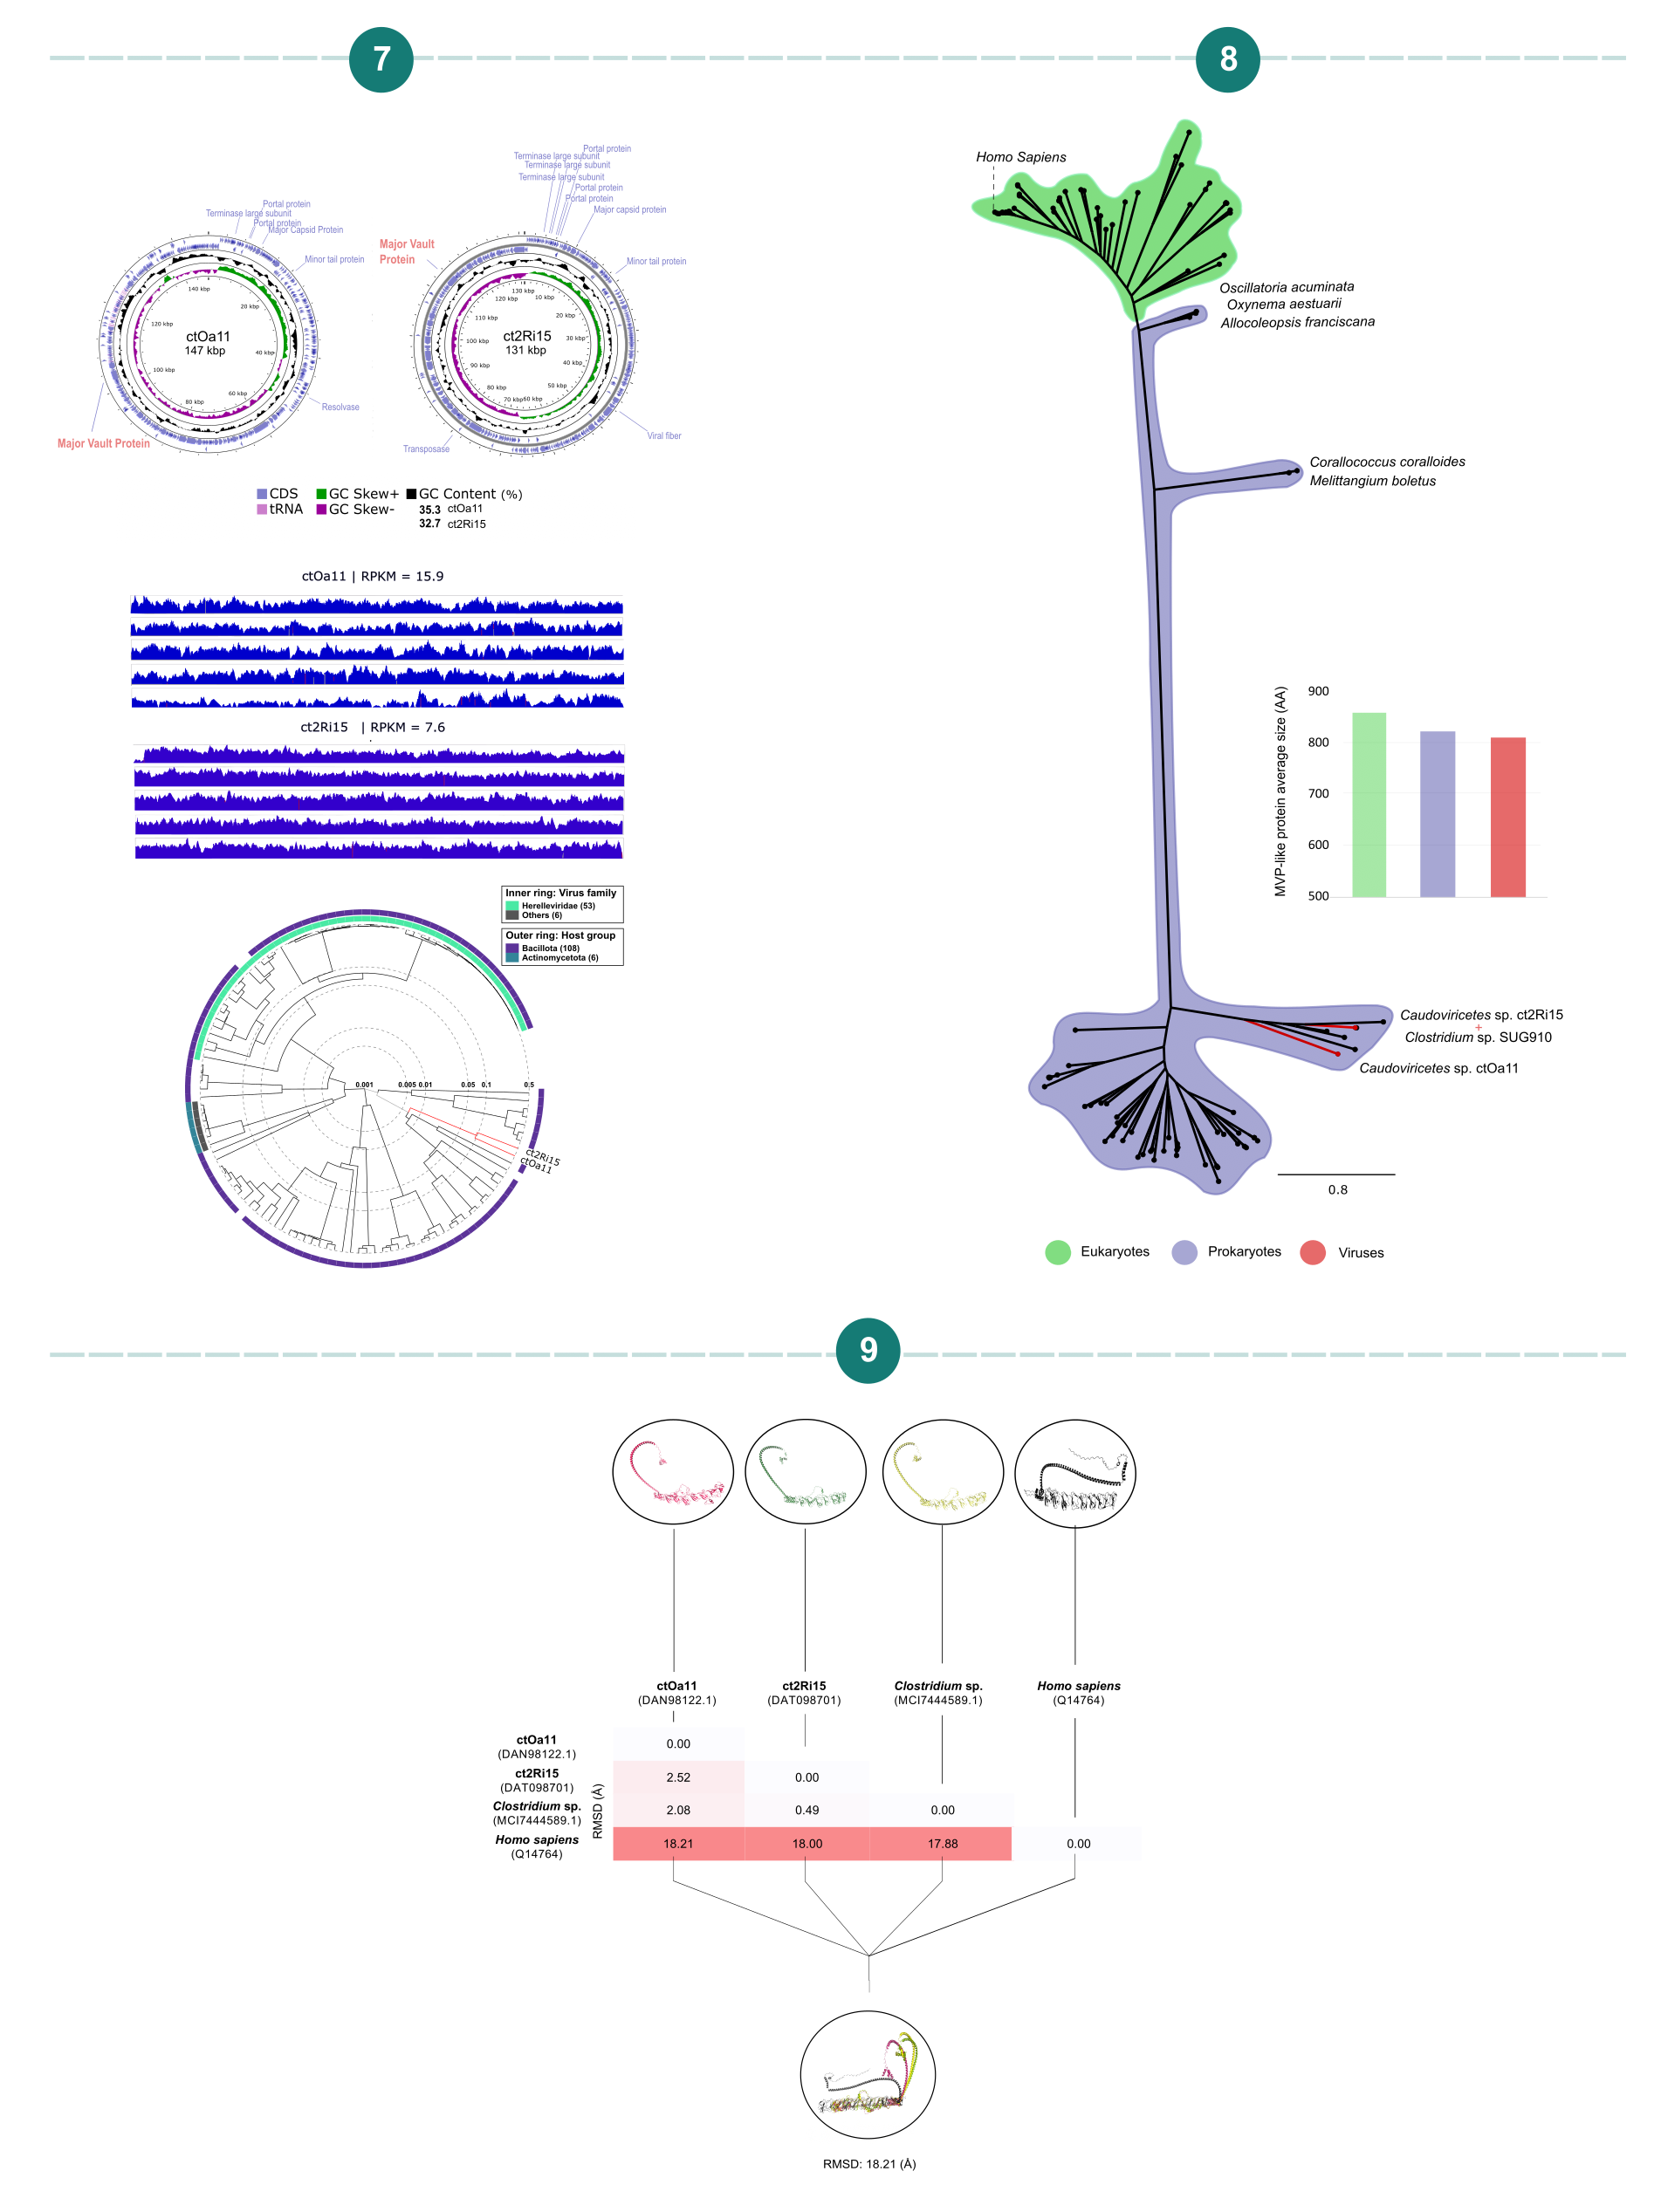 7
8
Portal protein
Terminase large subunit
Portal protein
Major Capsid Protein
Minor tail protein
140 kbp
20 kbp
120 kbp
ctOa11
147 kbp
40 kbp
100 kbp
60 kbp
80 kbp
Resolvase
Major Vault Protein
Portal protein
Terminase large subunit
Terminase large subunit
Terminase large subunit
Portal protein
Portal protein
Major capsid protein
Major Vault
Protein
Minor tail protein
130 kbp
10 kbp
120 kbp
20 kbp
110 kbp
ct2Ri15
131 kbp
30 kbp
100 kbp
40 kbp
90 kbp
50 kbp
80 kbp
70 kbp
60 kbp
Viral fiber
Transposase
CDS
GC Skew+
GC Content (%)
tRNA
GC Skew-
35.3 ctOa11
32.7 ct2Ri15
ctOa11 | RPKM = 15.9
ct2Ri15 | RPKM = 7.6
Inner ring: Virus family
Herelleviridae (53)
Others (6)
Outer ring: Host group
Bacillota (108)
Actinomycetota (6)
0.001
0.005
0.01
0.05
0.1
0.5
ct2Ri15
ctOa11
Homo Sapiens
Oscillatoria acuminata
Oxynema aestuarii
Allocoleopsis franciscana
Corallococcus coralloides
Melittangium boletus
MVP-like protein average size (AA)
900
800
700
600
500
Caudoviricetes sp. ct2Ri15
+
Clostridium sp. SUG910
Caudoviricetes sp. ctOa11
0.8
Eukaryotes
Prokaryotes
Viruses
9
ctOa11
(DAN98122.1)
ct2Ri15
(DAT098701)
Clostridium sp.
(MCI7444589.1)
Homo sapiens
(Q14764)
RMSD (Å)
ctOa11
(DAN98122.1)
0.00
ct2Ri15
(DAT098701)
2.52
0.00
Clostridium sp.
(MCI7444589.1)
2.08
0.49
0.00
Homo sapiens
(Q14764)
18.21
18.00
17.88
0.00
RMSD: 18.21 (Å)